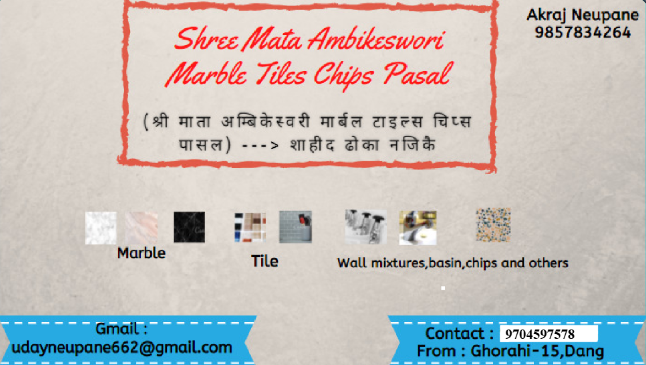 Akraj Neupane
9857834264
Shree Mata Ambikeswori
Marble Tiles Chips Pasal
(श्री माता अम्बिकेस्वरी मार्बल टाइल्स चिप्स
पासल) ---> शाहीद ढोका नजिकै
Marble
Tile
Wall mixtures,basin,chips and others
Gmail :
udayneupane662@gmail.com
Contact : 9704597578
From : Ghorahi-15,Dang